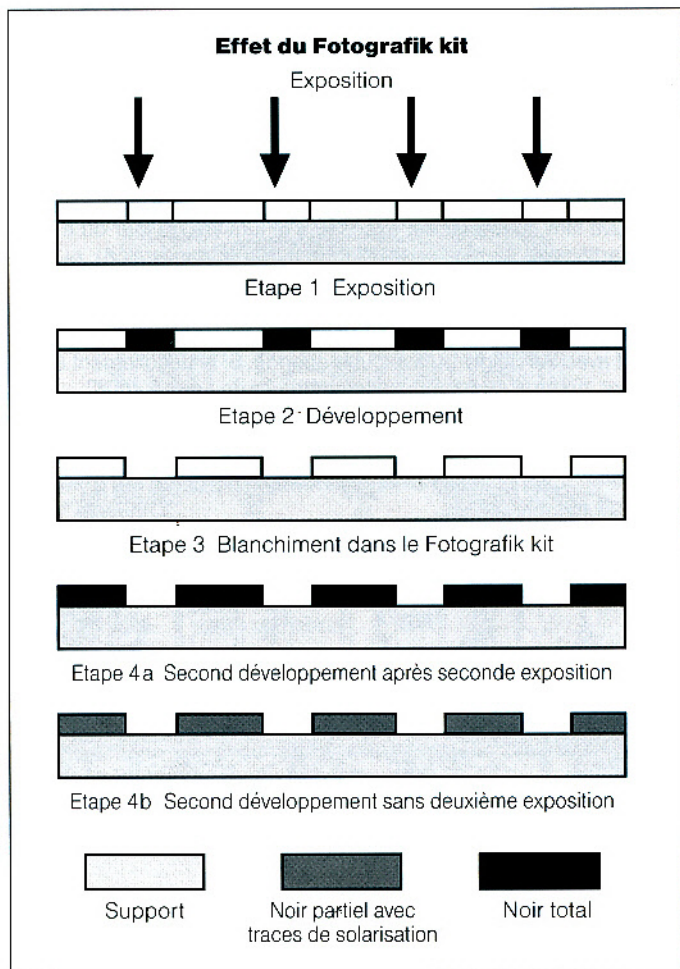 Effet du Fotografik kit
Exposition
Etape 1 Exposition
Etape 2 Développement
Etape 3 Blanchiment dans le Fotografik kit
Etape 4a Second développement après seconde exposition
Etape 4b Second développement sans deuxième exposition
Support
Noir partiel avec
traces de solarisation
Noir total